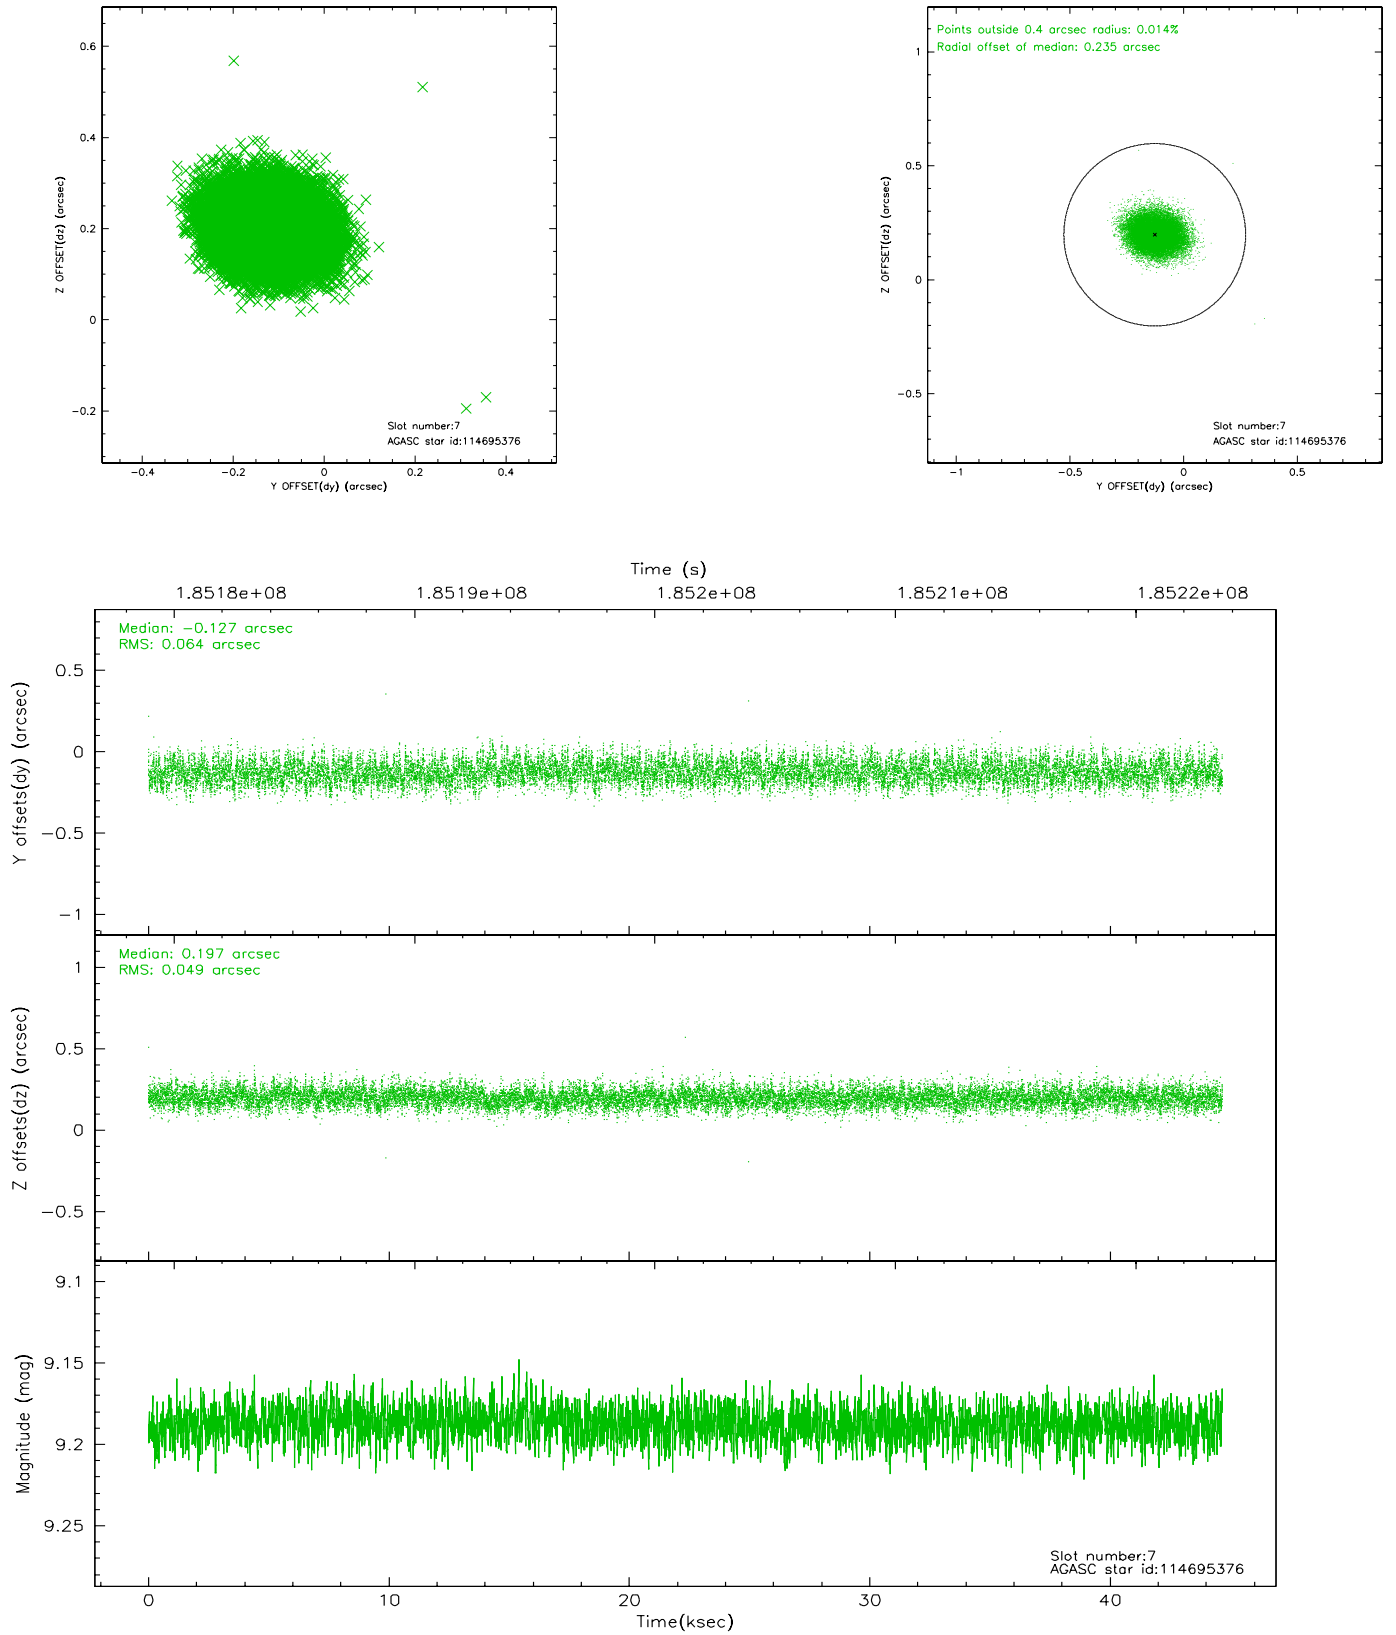 0.6
0.4
0.2
0
−0.2
Z OFFSET(dz) (arcsec)
Slot number:7
AGASC star id:114695376
−0.4 −0.2 0 0.2 0.4
Y OFFSET(dy) (arcsec)
Points outside 0.4 arcsec radius: 0.014%
Radial offset of median: 0.235 arcsec
1
0.5
0
−0.5
Z OFFSET(dz) (arcsec)
Slot number:7
AGASC star id:114695376
−1 −0.5 0 0.5
Y OFFSET(dy) (arcsec)
Time (s)
1.8518e+08 1.8519e+08 1.852e+08 1.8521e+08 1.8522e+08
Median: −0.127 arcsec
RMS: 0.064 arcsec
0.5
0
−0.5
−1
Y offsets(dy) (arcsec)
Median: 0.197 arcsec
RMS: 0.049 arcsec
1
0.5
0
−0.5
Z offsets(dz) (arcsec)
9.1
9.15
9.2
9.25
Magnitude (mag)
Slot number:7
AGASC star id:114695376
0 10 20 30 40
Time(ksec)